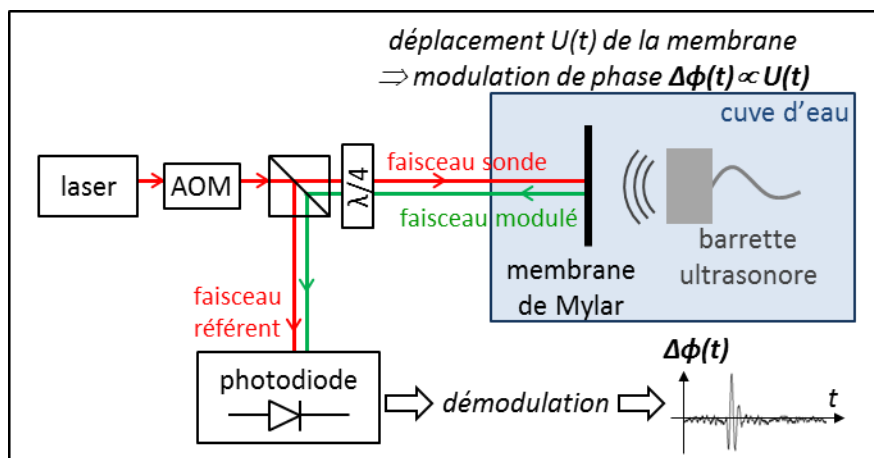 déplacement U(t) de la membrane
⇒ modulation de phase Δϕ(t)∝U(t)
cuve d'eau
laser
AOM
λ/4
faisceau sonde
faisceau modulé
barrette
ultrasonore
membrane
de Mylar
faisceau
référent
photodiode
démodulation
Δϕ(t)
t